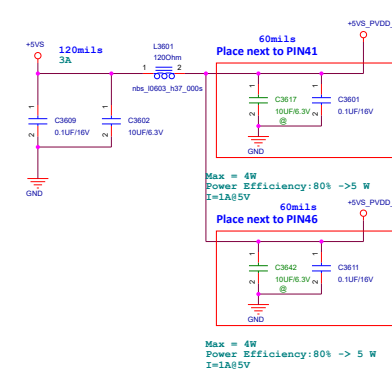 +5VS
120mils
3A
L3601
120Ohm
1 2
nbs_l0603_h37_000s
1
2
C3609
0.1UF/16V
1
2
C3602
10UF/6.3V
GND
60mils
Place next to PIN41
+5VS_PVDD_
1
2
C3617
10UF/6.3V
@
1
2
C3601
0.1UF/16V
GND
Max = 4W
Power Efficiency:80% ->5 W
I=1A@5V
60mils
Place next to PIN46
+5VS_PVDD_
1
2
C3642
10UF/6.3V
@
1
2
C3611
0.1UF/16V
GND
Max = 4W
Power Efficiency:80% -> 5 W
I=1A@5V